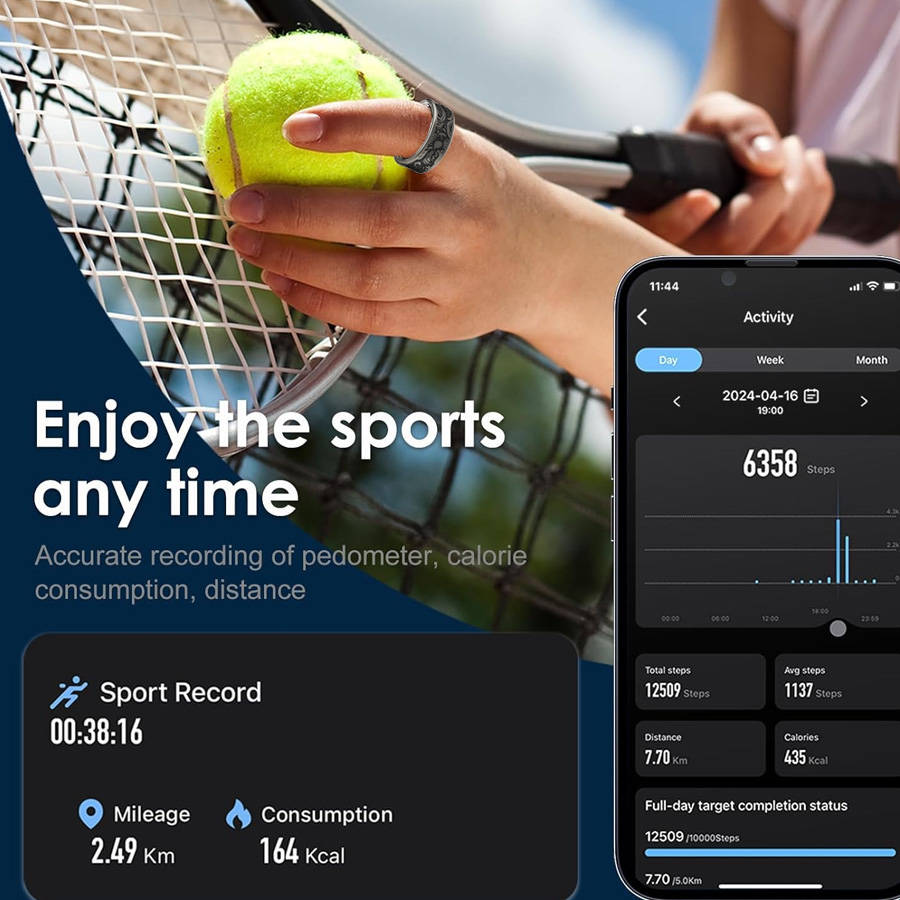 Enjoy the sports
any time
Accurate recording of pedometer, calorie
consumption, distance
Sport Record
00:38:16
Mileage
2.49 Km
Consumption
164 Kcal
11:44
Activity
Day Week Month
2024-04-16
19:00
6358 Steps
4.3k
2.2k
0
18:00
00:00 06:00 12:00 23:59
Total steps
12509 Steps
Avg steps
1137 Steps
Distance
7.70 Km
Calories
435 Kcal
Full-day target completion status
12509 /10000Steps
7.70 /5.0Km